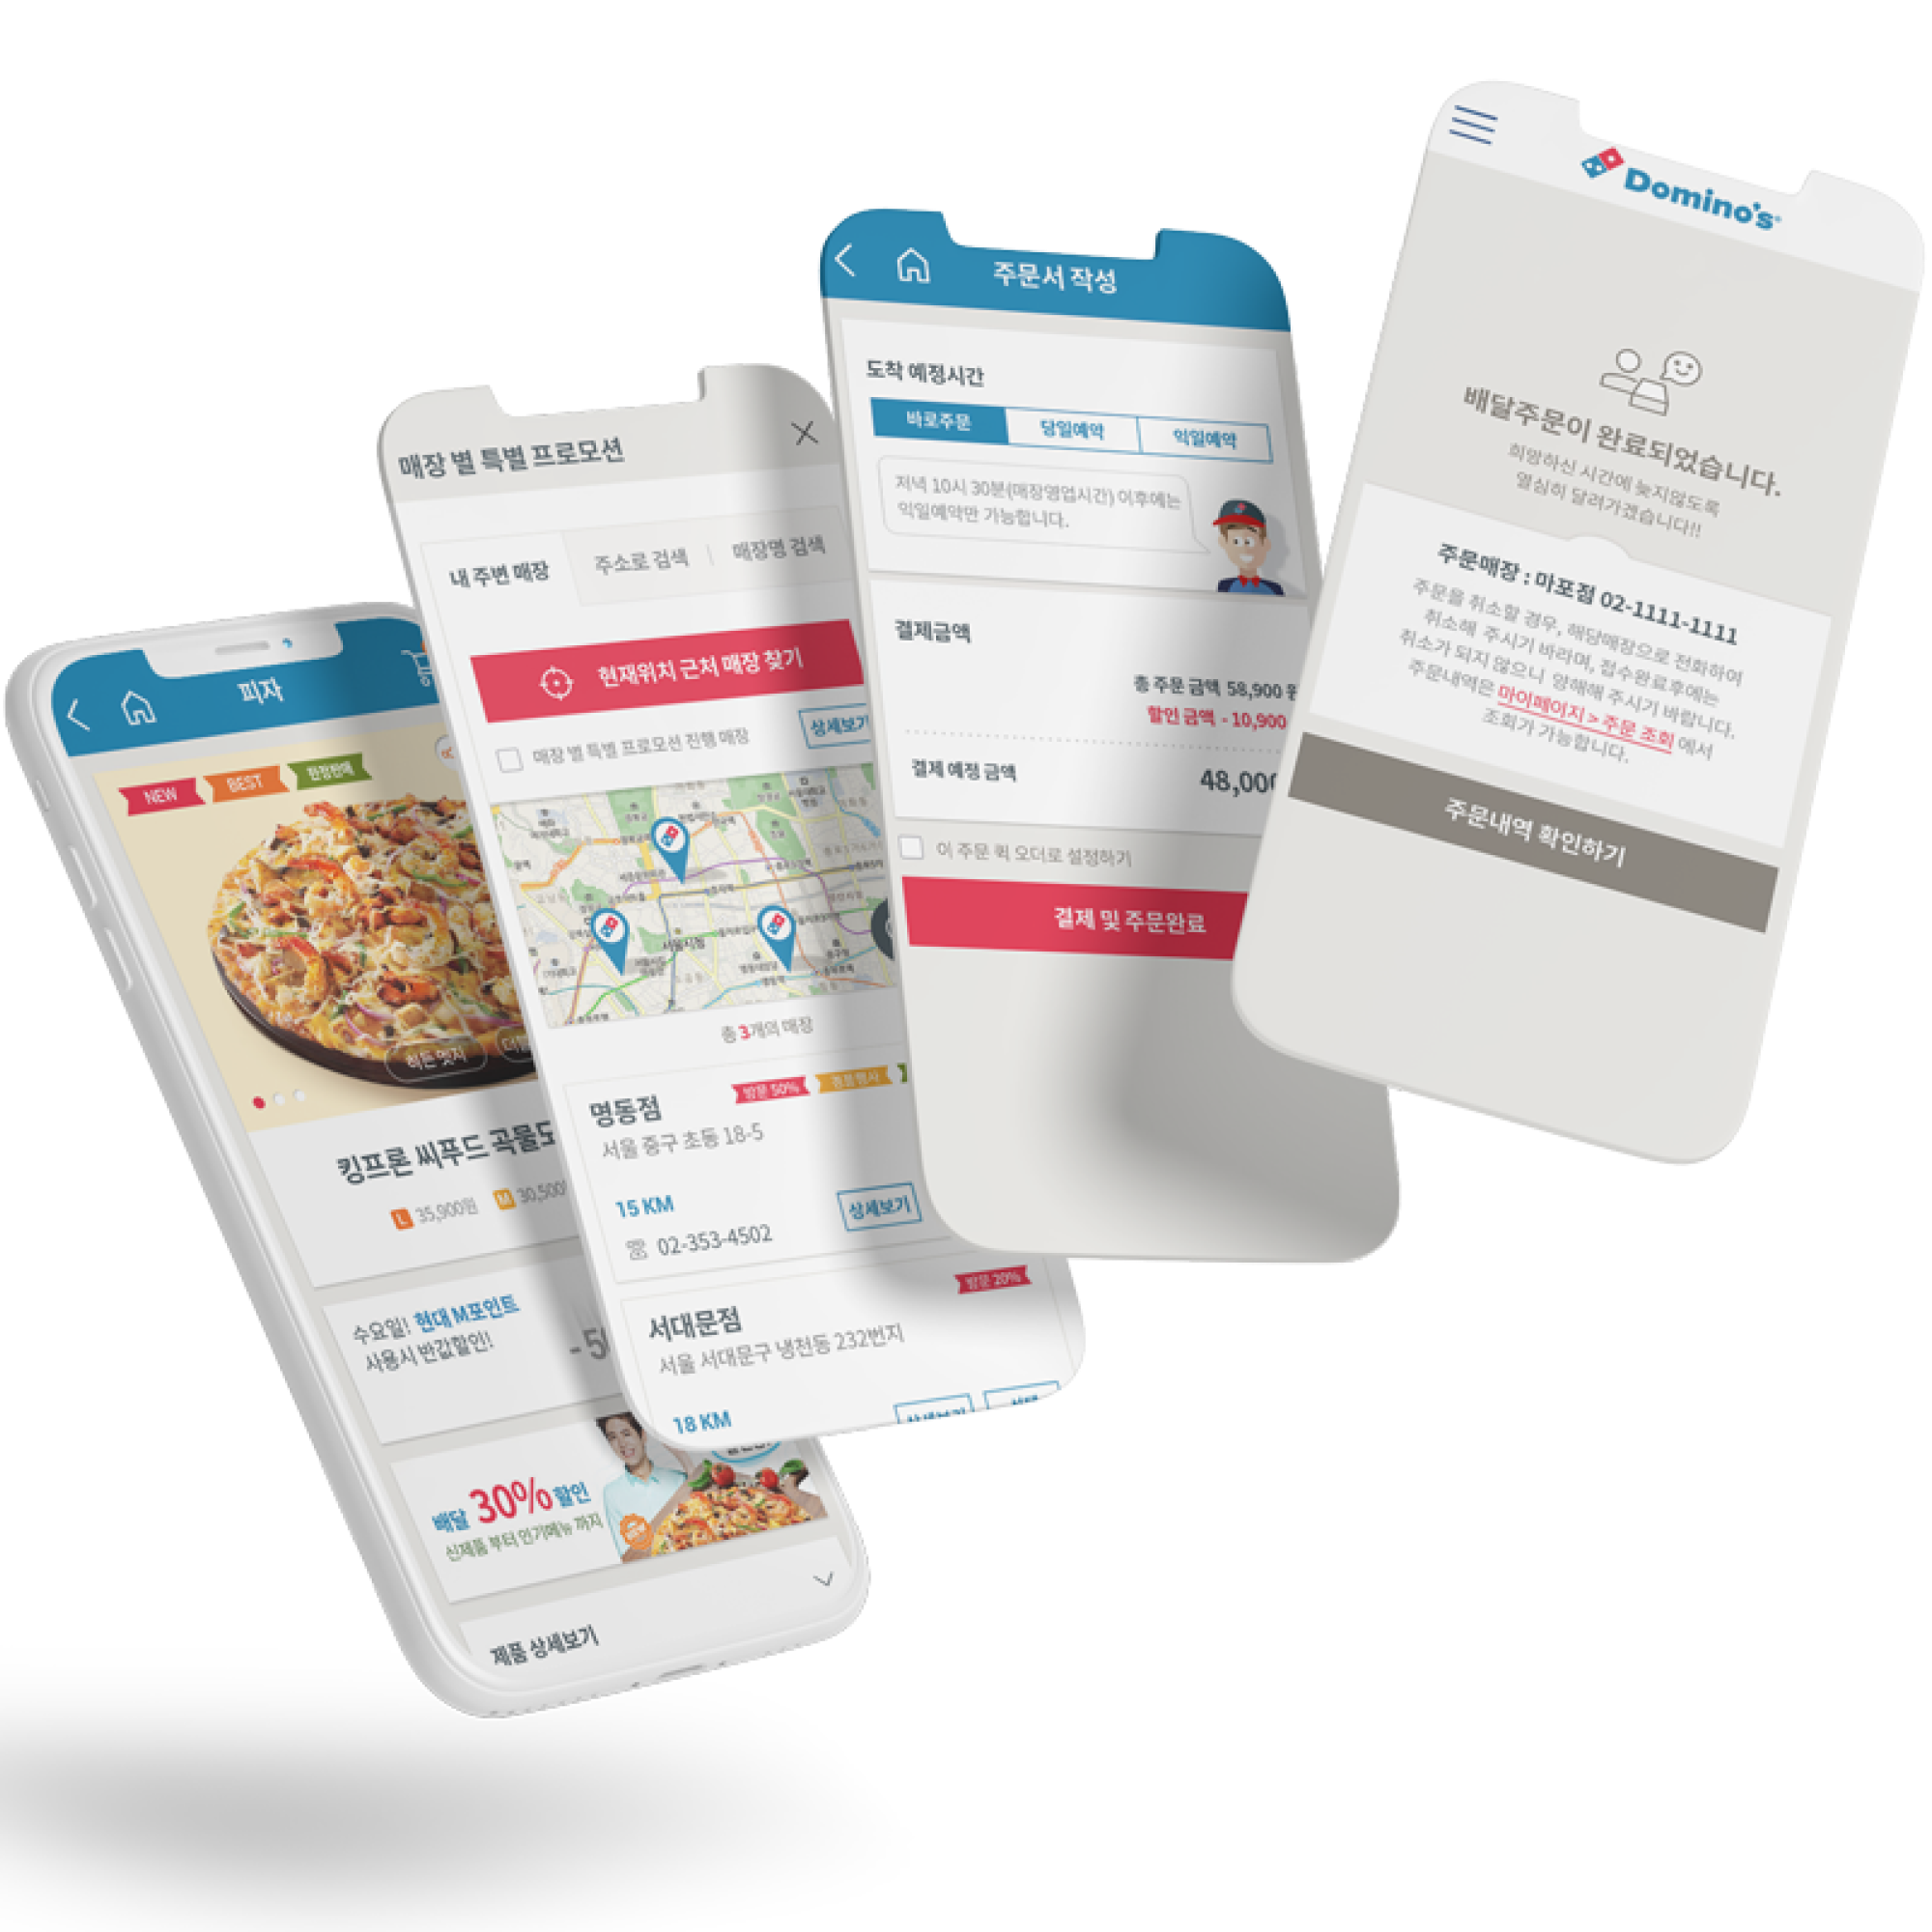 피자
NEW
BEST
한정판매
히든 엣지
킹프론 씨푸드 곡물도
L 35,900원 M 30,500
수요일! 현대 M포인트
사용시 반값할인!
배달 30% 할인
신제품 부터 인기메뉴 까지
NEW
제품 상세보기
매장 별 특별 프로모션
내 주변 매장
주소로 검색
매장명 검색
현재위치 근처 매장 찾기
매장 별 특별 프로모션 진행 매장
상세보기
서울시청
총 3개의 매장
명동점
방문 50%
서울 중구 초동 18-5
15 KM
02-353-4502
상세보기
방문 20%
서대문점
서울 서대문구 냉천동 232번지
18 KM
상세보기
주문서 작성
도착 예정시간
바로주문
당일예약
익일예약
저녁 10시 30분(매장영업시간) 이후에는
익일예약만 가능합니다.
결제금액
총 주문 금액 58,900 원
할인 금액 - 10,900
결제 예정 금액
48,000
이 주문 퀵 오더로 설정하기
결제 및 주문완료
Domino's
배달주문이 완료되었습니다.
희망하신 시간에 늦지않도록
열심히 달려가겠습니다!!
주문매장 : 마포점 02-1111-1111
주문을 취소할 경우, 해당매장으로 전화하여
취소해 주시기 바라며, 접수완료후에는
취소가 되지 않으니 양해해 주시기 바랍니다.
주문내역은 마이페이지 > 주문 조회 에서
조회가 가능합니다.
주문내역 확인하기